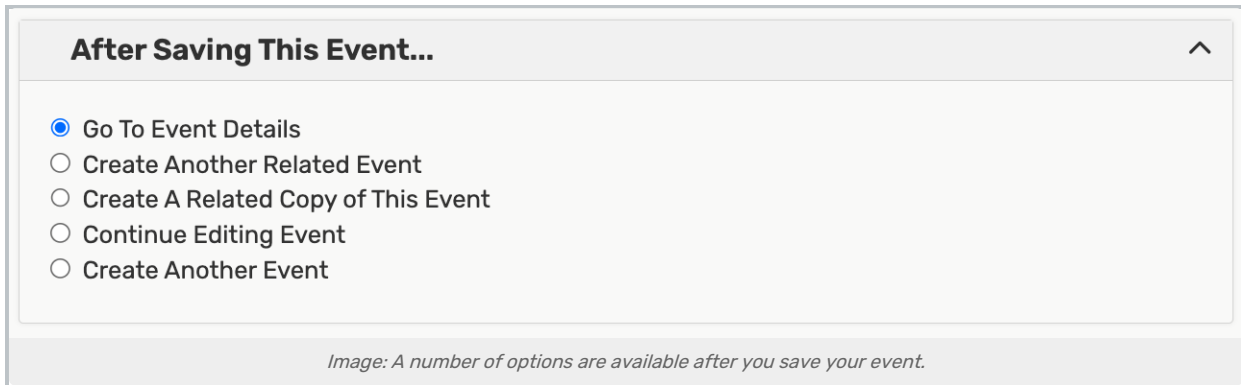 After Saving This Event...
Go To Event Details
Create Another Related Event
Create A Related Copy of This Event
Continue Editing Event
Create Another Event
Image: A number of options are available after you save your event.